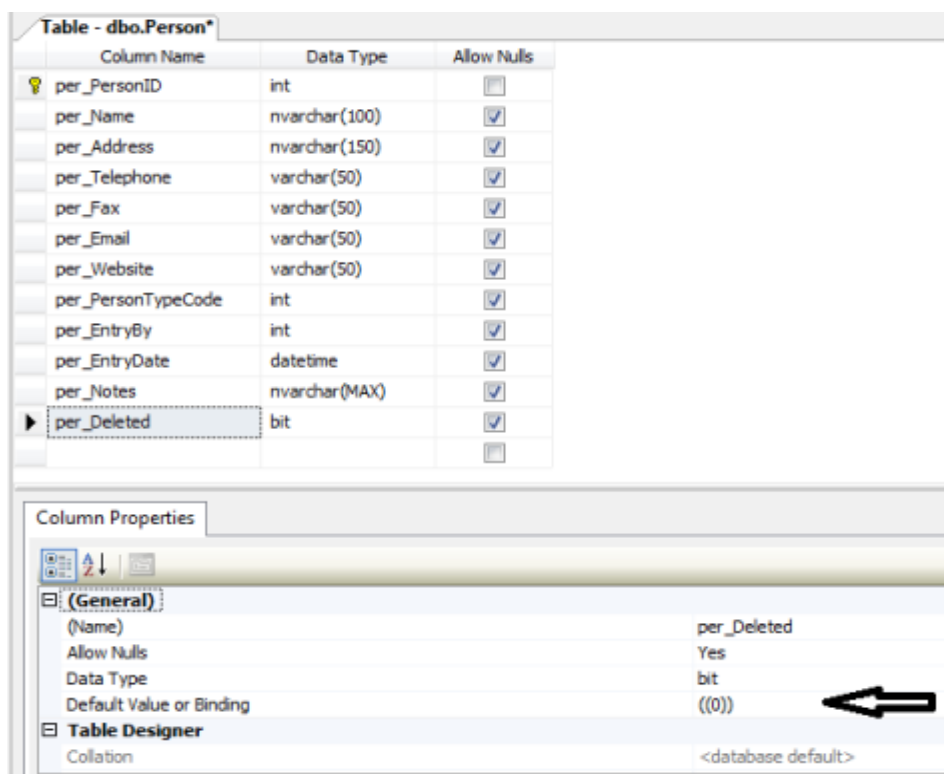 Table - dbo.Person*
Column Name Data Type Allow Nulls
per_PersonID int
per_Name nvarchar(100)
per_Address nvarchar(150)
per_Telephone varchar(50)
per_Fax varchar(50)
per_Email varchar(50)
per_Website varchar(50)
per_PersonTypeCode int
per_EntryBy int
per_EntryDate datetime
per_Notes nvarchar(MAX)
per_Deleted bit
Column Properties
A Z
(General)
(Name) per_Deleted
Allow Nulls Yes
Data Type bit
Default Value or Binding ((0))
Table Designer
Collation <database default>